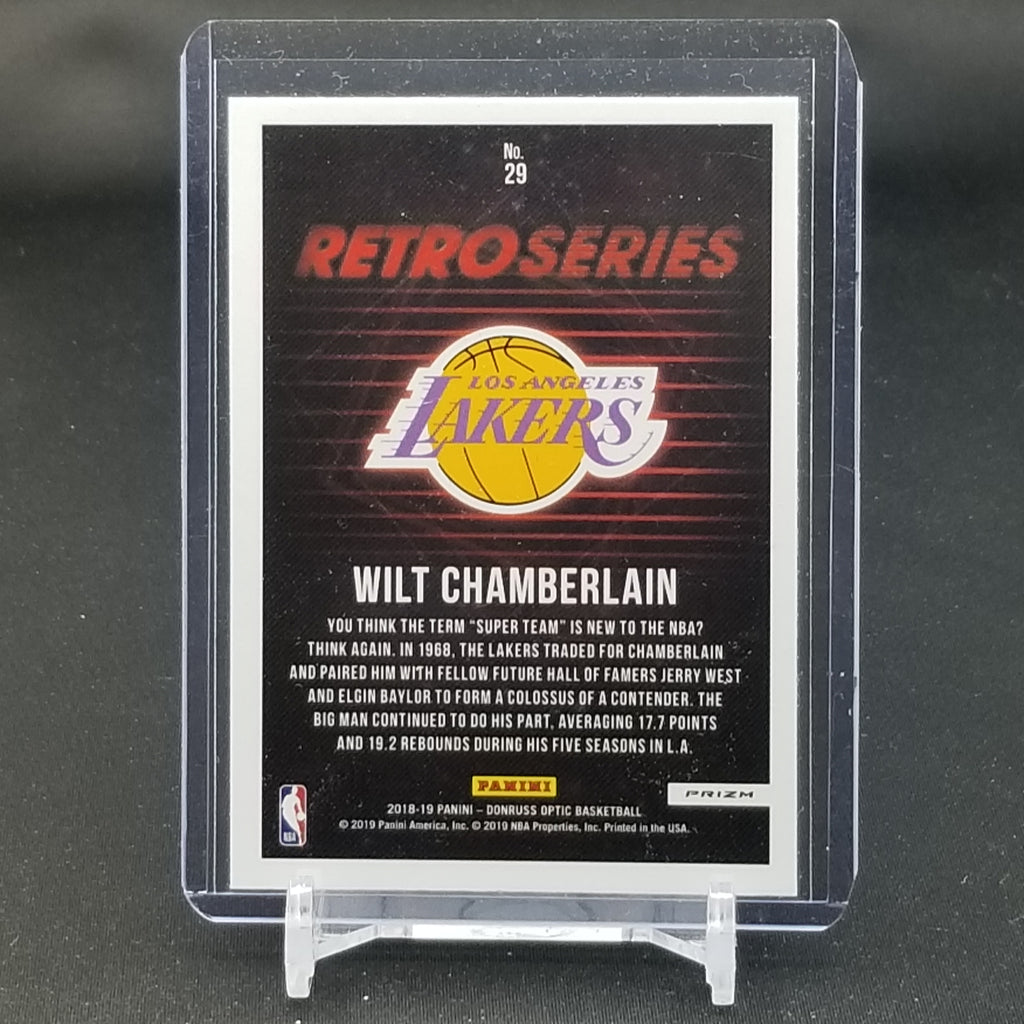 No.
29
RETRO SERIES
LOS ANGELES
LAKERS
WILT CHAMBERLAIN
YOU THINK THE TERM "SUPER TEAM" IS NEW TO THE NBA?
THINK AGAIN. IN 1968, THE LAKERS TRADED FOR CHAMBERLAIN
AND PAIRED HIM WITH FELLOW FUTURE HALL OF FAMERS JERRY WEST
AND ELGIN BAYLOR TO FORM A COLOSSUS OF A CONTENDER. THE
BIG MAN CONTINUED TO DO HIS PART, AVERAGING 17.7 POINTS
AND 19.2 REBOUNDS DURING HIS FIVE SEASONS IN L.A.
PANINI
PRIZM
NBA
2018-19 PANINI – DONRUSS OPTIC BASKETBALL
© 2019 Panini America, Inc. © 2019 NBA Properties, Inc. Printed in the USA.